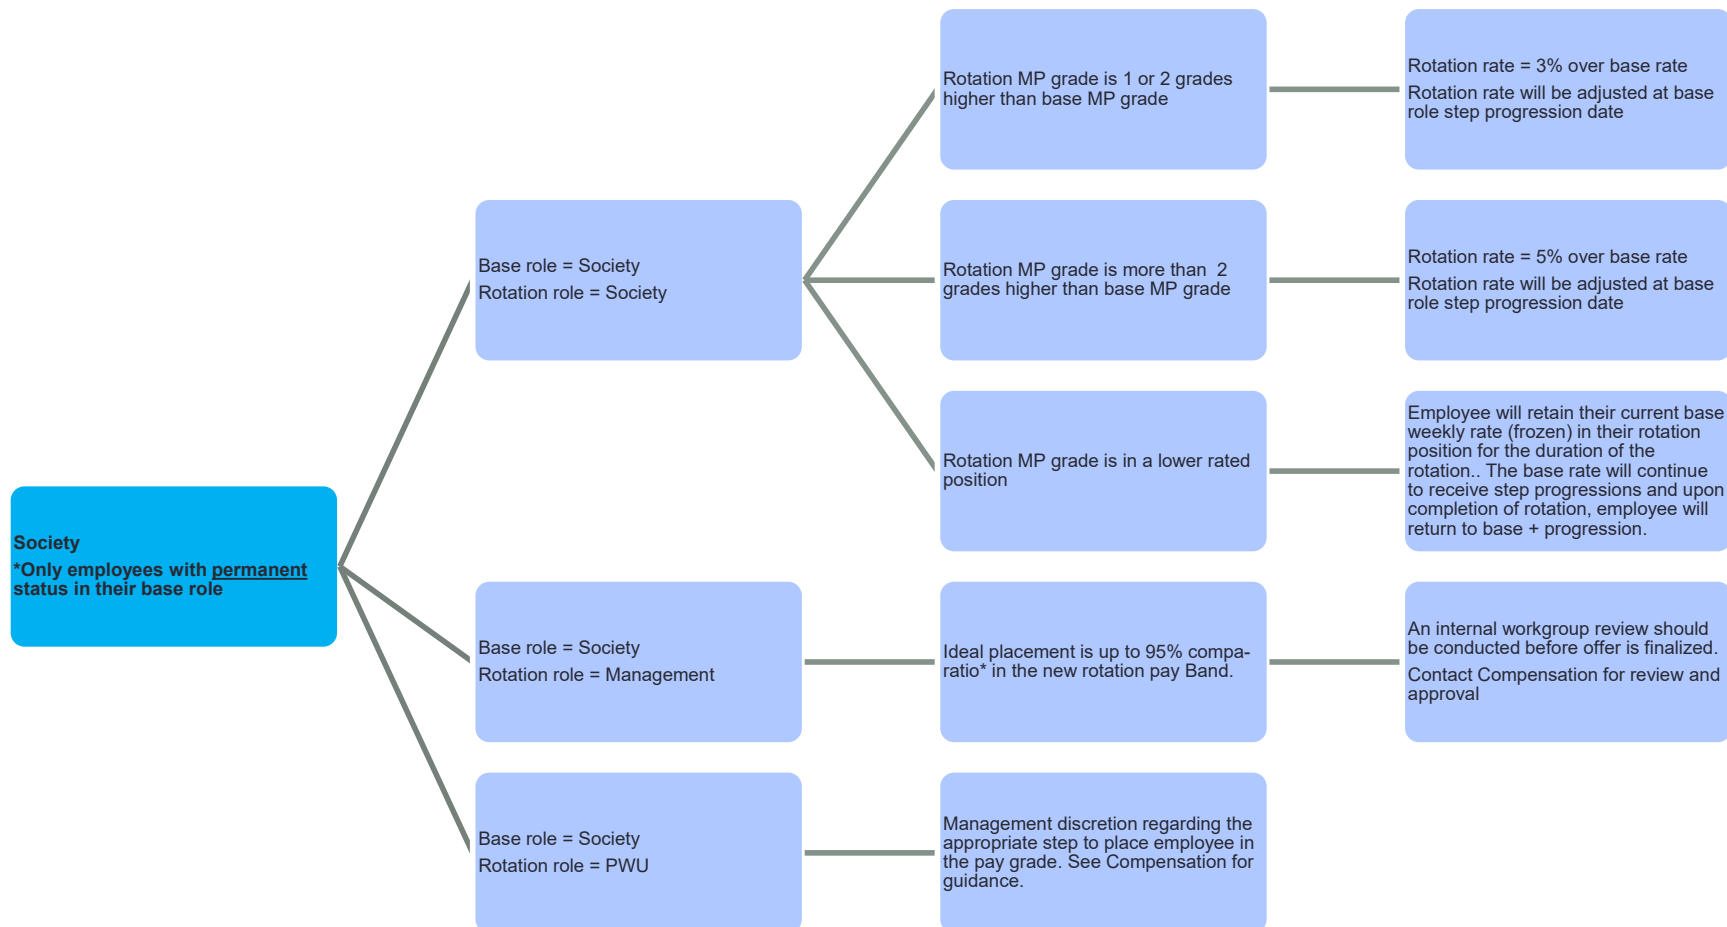 Society
*Only employees with permanent
status in their base role
Base role = Society
Rotation role = Society
Rotation MP grade is 1 or 2 grades
higher than base MP grade
Rotation rate = 3% over base rate
Rotation rate will be adjusted at base
role step progression date
Rotation MP grade is more than  2
grades higher than base MP grade
Rotation rate = 5% over base rate
Rotation rate will be adjusted at base
role step progression date
Rotation MP grade is in a lower rated
position
Employee will retain their current base
weekly rate (frozen) in their rotation
position for the duration of the
rotation.. The base rate will continue
to receive step progressions and upon
completion of rotation, employee will
return to base + progression.
Base role = Society
Rotation role = Management
Ideal placement is up to 95% compa-
ratio* in the new rotation pay Band.
An internal workgroup review should
be conducted before offer is finalized.
Contact Compensation for review and
approval
Base role = Society
Rotation role = PWU
Management discretion regarding the
appropriate step to place employee in
the pay grade. See Compensation for
guidance.